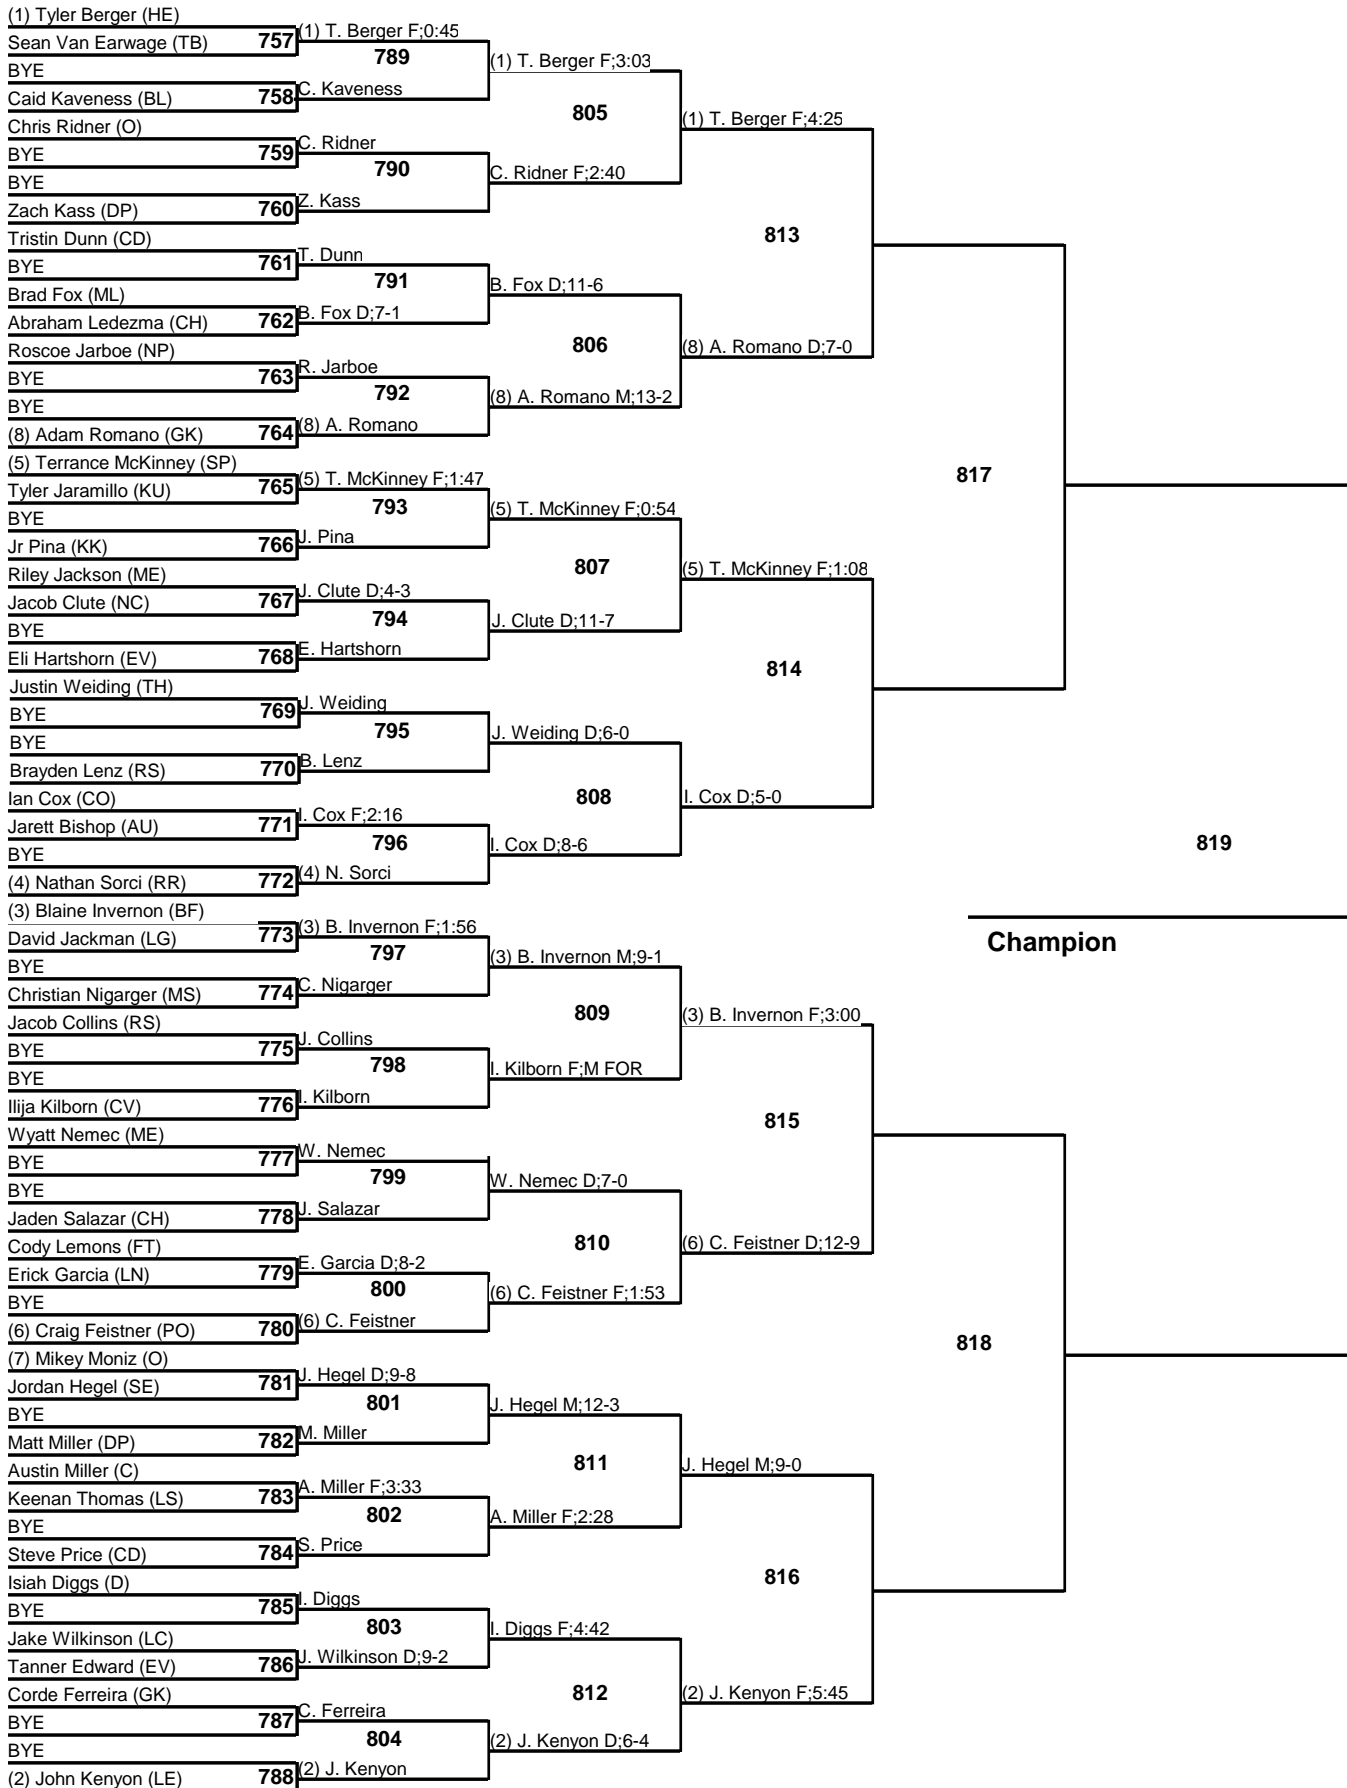 (1) Tyler Berger (HE)
Sean Van Earwage (TB)
BYE
Caid Kaveness (BL)
Chris Ridner (O)
BYE
BYE
Zach Kass (DP)
Tristin Dunn (CD)
BYE
Brad Fox (ML)
Abraham Ledezma (CH)
Roscoe Jarboe (NP)
BYE
BYE
(8) Adam Romano (GK)
(5) Terrance McKinney (SP)
Tyler Jaramillo (KU)
BYE
Jr Pina (KK)
Riley Jackson (ME)
Jacob Clute (NC)
BYE
Eli Hartshorn (EV)
Justin Weiding (TH)
BYE
BYE
Brayden Lenz (RS)
Ian Cox (CO)
Jarett Bishop (AU)
BYE
(4) Nathan Sorci (RR)
(3) Blaine Invernon (BF)
David Jackman (LG)
BYE
Christian Nigarger (MS)
Jacob Collins (RS)
BYE
BYE
Ilija Kilborn (CV)
Wyatt Nemec (ME)
BYE
BYE
Jaden Salazar (CH)
Cody Lemons (FT)
Erick Garcia (LN)
BYE
(6) Craig Feistner (PO)
(7) Mikey Moniz (O)
Jordan Hegel (SE)
BYE
Matt Miller (DP)
Austin Miller (C)
Keenan Thomas (LS)
BYE
Steve Price (CD)
Isiah Diggs (D)
BYE
Jake Wilkinson (LC)
Tanner Edward (EV)
Corde Ferreira (GK)
BYE
BYE
(2) John Kenyon (LE)
757
758
759
760
761
762
763
764
765
766
767
768
769
770
771
772
773
774
775
776
777
778
779
780
781
782
783
784
785
786
787
788
(1) T. Berger F;0:45
789
C. Kaveness
C. Ridner
790
Z. Kass
T. Dunn
791
B. Fox D;7-1
R. Jarboe
792
(8) A. Romano
(5) T. McKinney F;1:47
793
J. Pina
J. Clute D;4-3
794
E. Hartshorn
J. Weiding
795
B. Lenz
I. Cox F;2:16
796
(4) N. Sorci
(3) B. Invernon F;1:56
797
C. Nigarger
J. Collins
798
I. Kilborn
W. Nemec
799
J. Salazar
E. Garcia D;8-2
800
(6) C. Feistner
J. Hegel D;9-8
801
M. Miller
A. Miller F;3:33
802
S. Price
I. Diggs
803
J. Wilkinson D;9-2
C. Ferreira
804
(2) J. Kenyon
(1) T. Berger F;3:03
805
C. Ridner F;2:40
B. Fox D;11-6
806
(8) A. Romano M;13-2
(5) T. McKinney F;0:54
807
J. Clute D;11-7
J. Weiding D;6-0
808
I. Cox D;8-6
(3) B. Invernon M;9-1
809
I. Kilborn F;M FOR
W. Nemec D;7-0
810
(6) C. Feistner F;1:53
J. Hegel M;12-3
811
A. Miller F;2:28
I. Diggs F;4:42
812
(2) J. Kenyon D;6-4
(1) T. Berger F;4:25
813
(8) A. Romano D;7-0
(5) T. McKinney F;1:08
814
I. Cox D;5-0
(3) B. Invernon F;3:00
815
(6) C. Feistner D;12-9
J. Hegel M;9-0
816
(2) J. Kenyon F;5:45
817
818
819
Champion